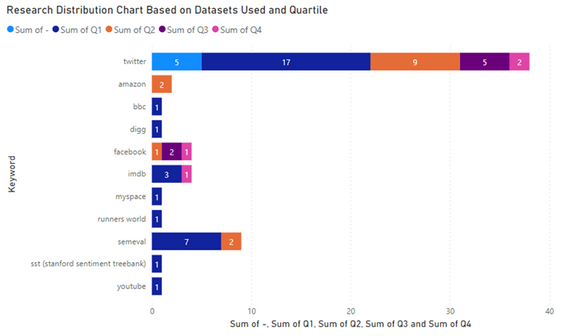 Research Distribution Chart Based on Datasets Used and Quartile
Sum of - Sum of Q1 Sum of Q2 Sum of Q3 Sum of Q4
twitter 5 17 9 5 2
amazon 2
bbc 1
digg 1
facebook 1 2 1
imdb 3 1
myspace 1
runners world 1
semeval 7 2
sst (stanford sentiment treebank) 1
youtube 1
Keyword
0 10 20 30 40
Sum of -, Sum of Q1, Sum of Q2, Sum of Q3 and Sum of Q4